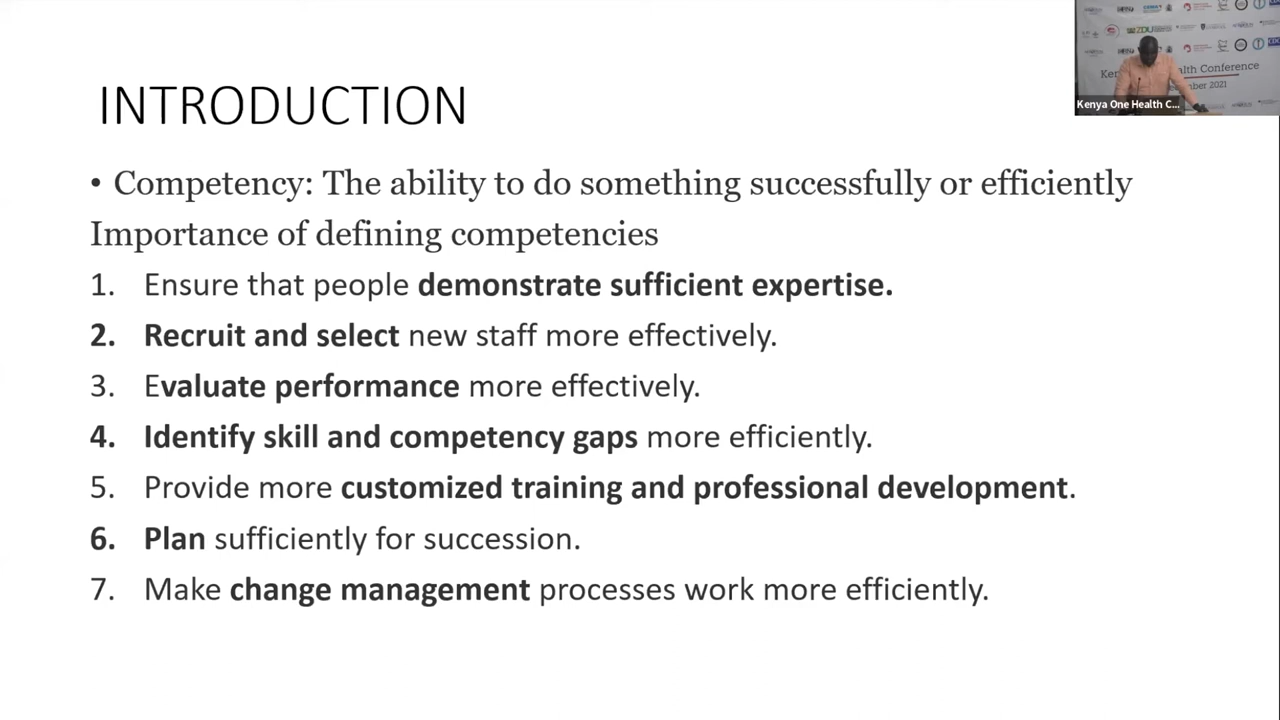 INTRODUCTION
• Competency: The ability to do something successfully or efficiently
Importance of defining competencies
1. Ensure that people demonstrate sufficient expertise.
2. Recruit and select new staff more effectively.
3. Evaluate performance more effectively.
4. Identify skill and competency gaps more efficiently.
5. Provide more customized training and professional development.
6. Plan sufficiently for succession.
7. Make change management processes work more efficiently.
ZDU
Conference
2021
Kenya One Health C...